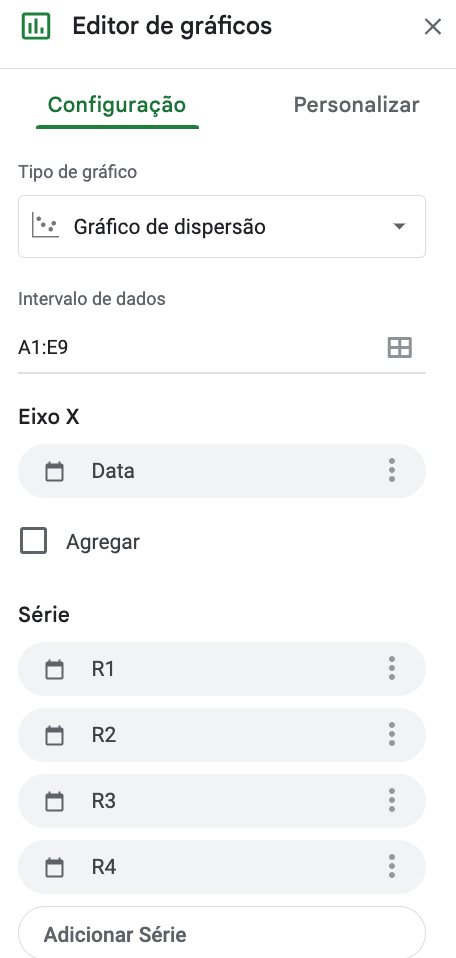 Editor de gráficos
Configuração
Personalizar
Tipo de gráfico
Gráfico de dispersão
Intervalo de dados
A1:E9
Eixo X
Data
Agregar
Série
R1
R2
R3
R4
Adicionar Série